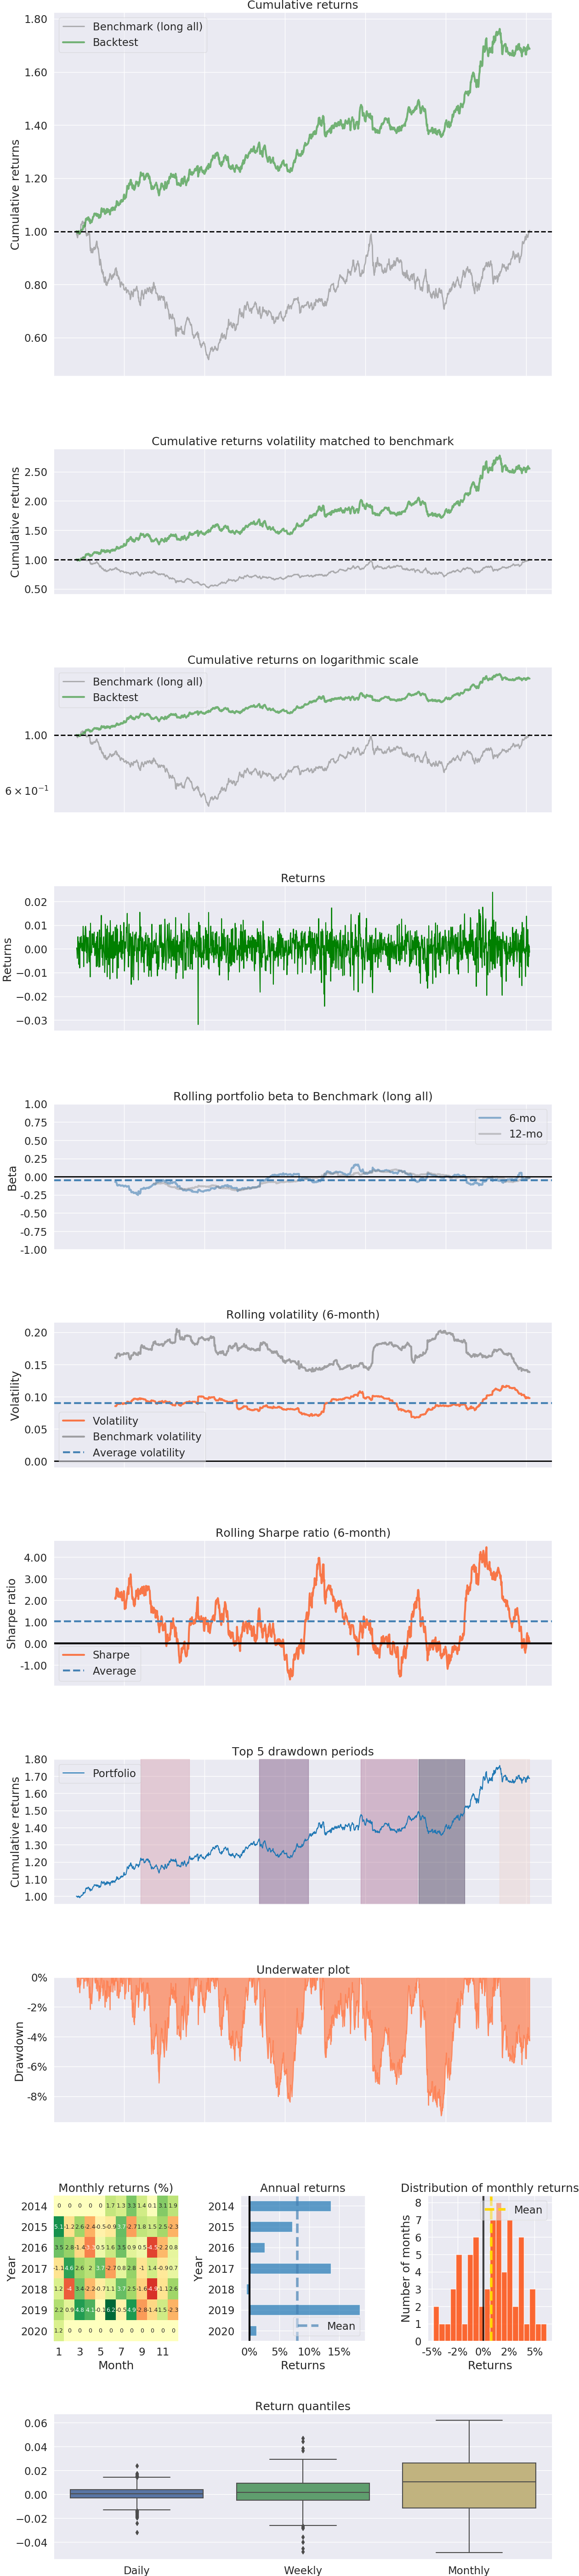 Cumulative returns
Benchmark (long all)
Backtest
Cumulative returns
1.80
1.60
1.40
1.20
1.00
0.80
0.60
Cumulative returns volatility matched to benchmark
Cumulative returns
2.50
2.00
1.50
1.00
0.50
Cumulative returns on logarithmic scale
Benchmark (long all)
Backtest
1.00
6 × 10⁻¹
Returns
Returns
0.02
0.01
0.00
−0.01
−0.02
−0.03
Rolling portfolio beta to Benchmark (long all)
6-mo
12-mo
Beta
1.00
0.75
0.50
0.25
0.00
-0.25
-0.50
-0.75
-1.00
Rolling volatility (6-month)
Volatility
0.20
0.15
0.10
0.05
0.00
Volatility
Benchmark volatility
Average volatility
Rolling Sharpe ratio (6-month)
Sharpe ratio
4.00
3.00
2.00
1.00
0.00
-1.00
Sharpe
Average
Top 5 drawdown periods
Portfolio
Cumulative returns
1.80
1.70
1.60
1.50
1.40
1.30
1.20
1.10
1.00
Underwater plot
Drawdown
0%
-2%
-4%
-6%
-8%
Monthly returns (%)
Year
2014
2015
2016
2017
2018
2019
2020
1 3 5 7 9 11
Month
Annual returns
Year
2014
2015
2016
2017
2018
2019
2020
Mean
0% 5% 10% 15%
Returns
Distribution of monthly returns
Mean
Number of months
8
7
6
5
4
3
2
1
0
-5% -2% 0% 2% 5%
Returns
Return quantiles
0.06
0.04
0.02
0.00
−0.02
−0.04
Daily Weekly Monthly